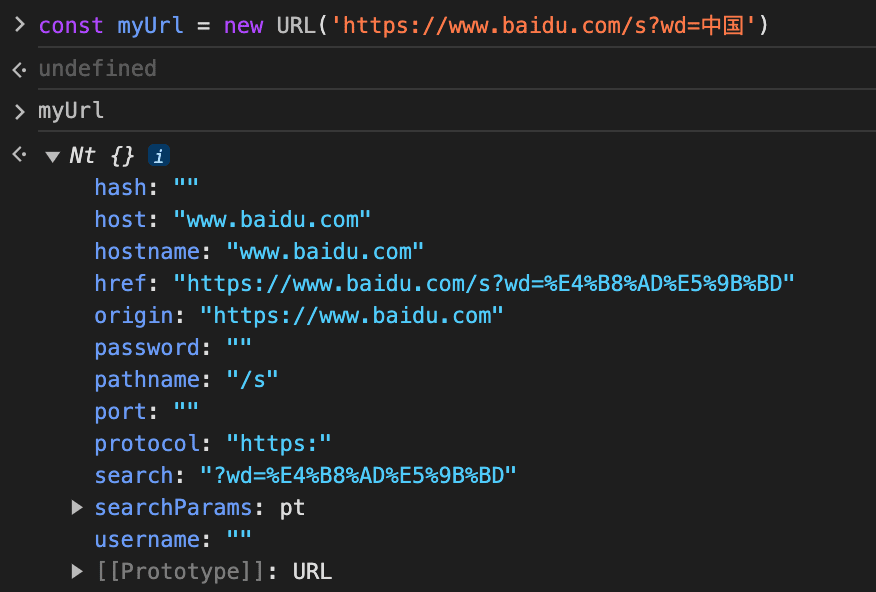 > const myUrl = new URL('https://www.baidu.com/s?wd=中国')
undefined
> myUrl
Nt {} i
hash: ""
host: "www.baidu.com"
hostname: "www.baidu.com"
href: "https://www.baidu.com/s?wd=%E4%B8%AD%E5%9B%BD"
origin: "https://www.baidu.com"
password: ""
pathname: "/s"
port: ""
protocol: "https:"
search: "?wd=%E4%B8%AD%E5%9B%BD"
searchParams: pt
username: ""
[[Prototype]]: URL